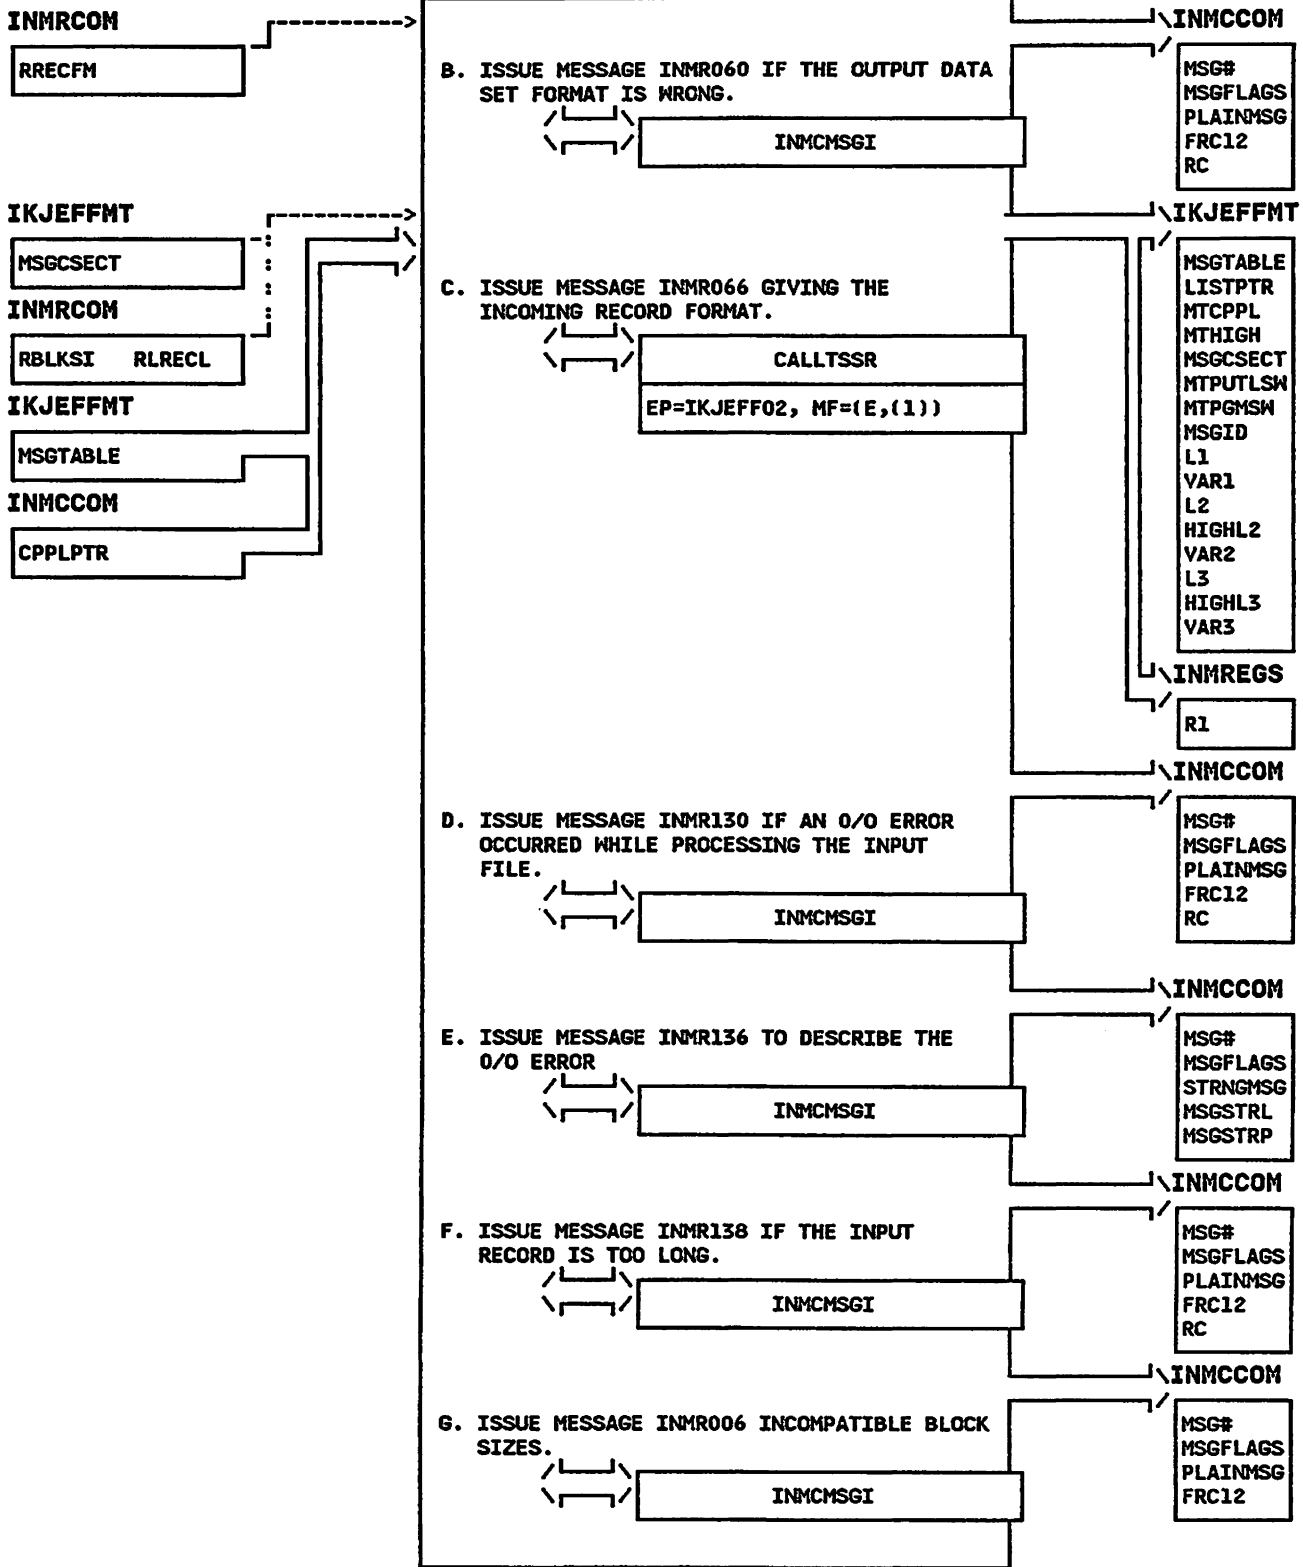 INMRCOM
RRECFM
IKJEFFMT
MSGCSECT
INMRCOM
RBLKSI RLRECL
IKJEFFMT
MSGTABLE
INMCCOM
CPPLPTR
B. ISSUE MESSAGE INMR060 IF THE OUTPUT DATA
SET FORMAT IS WRONG.
INMCMSGI
C. ISSUE MESSAGE INMR066 GIVING THE
INCOMING RECORD FORMAT.
CALLTSSR
EP=IKJEFF02, MF=(E,(1))
D. ISSUE MESSAGE INMR130 IF AN O/O ERROR
OCCURRED WHILE PROCESSING THE INPUT
FILE.
INMCMSGI
E. ISSUE MESSAGE INMR136 TO DESCRIBE THE
O/O ERROR
INMCMSGI
F. ISSUE MESSAGE INMR138 IF THE INPUT
RECORD IS TOO LONG.
INMCMSGI
G. ISSUE MESSAGE INMR006 INCOMPATIBLE BLOCK
SIZES.
INMCMSGI
INMCCOM
MSG#
MSGFLAGS
PLAINMSG
FRC12
RC
IKJEFFMT
MSGTABLE
LISTPTR
MTCPPL
MTHIGH
MSGCSECT
MTPUTLSW
MTPGMSW
MSGID
L1
VAR1
L2
HIGHL2
VAR2
L3
HIGHL3
VAR3
INMREGS
R1
INMCCOM
MSG#
MSGFLAGS
PLAINMSG
FRC12
RC
INMCCOM
MSG#
MSGFLAGS
STRNGMSG
MSGSTRL
MSGSTRP
INMCCOM
MSG#
MSGFLAGS
PLAINMSG
FRC12
RC
INMCCOM
MSG#
MSGFLAGS
PLAINMSG
FRC12